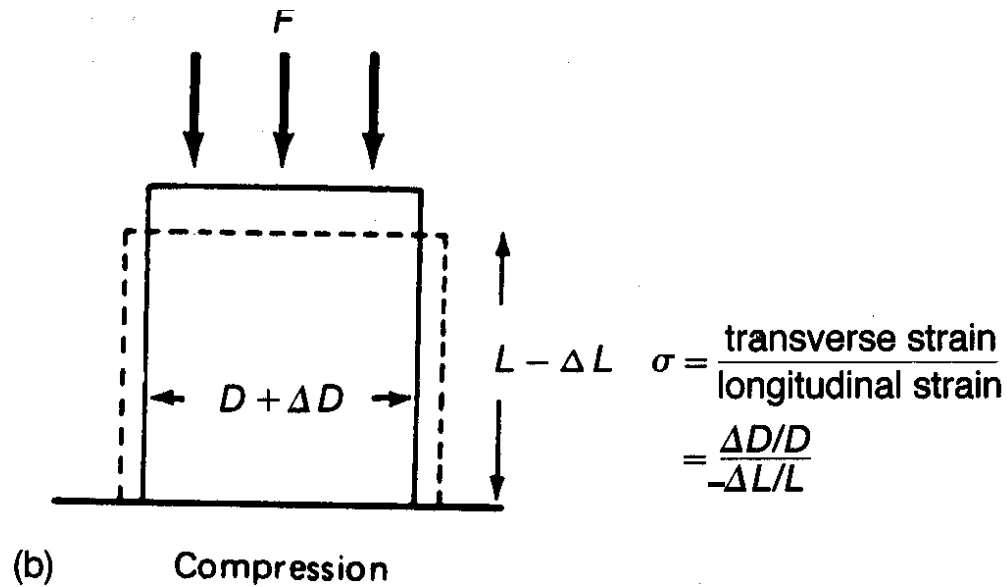 F
L − ΔL σ = transverse strain / longitudinal strain
D + ΔD
= ΔD/D / −ΔL/L
(b) Compression